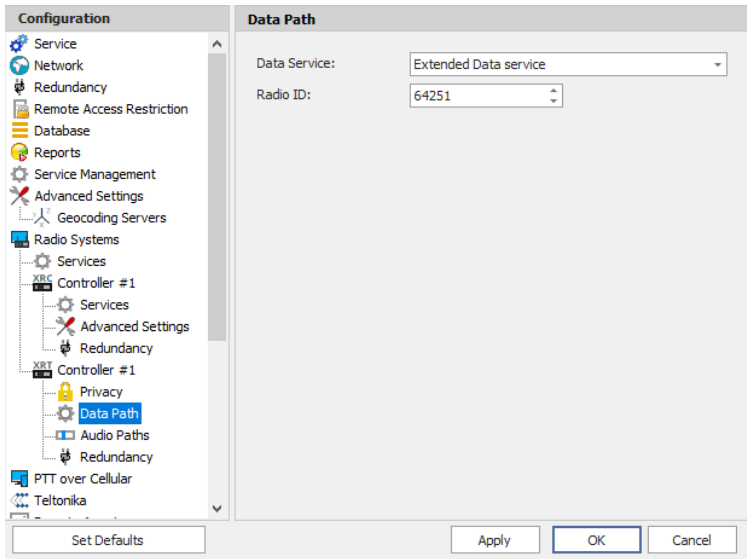 Configuration
Service
Network
Redundancy
Remote Access Restriction
Database
Reports
Service Management
Advanced Settings
Geocoding Servers
Radio Systems
Services
XRC Controller #1
Services
Advanced Settings
Redundancy
XRT Controller #1
Privacy
Data Path
Audio Paths
Redundancy
PTT over Cellular
Teltonika
Set Defaults
Data Path
Data Service: Extended Data service
Radio ID: 64251
Apply OK Cancel